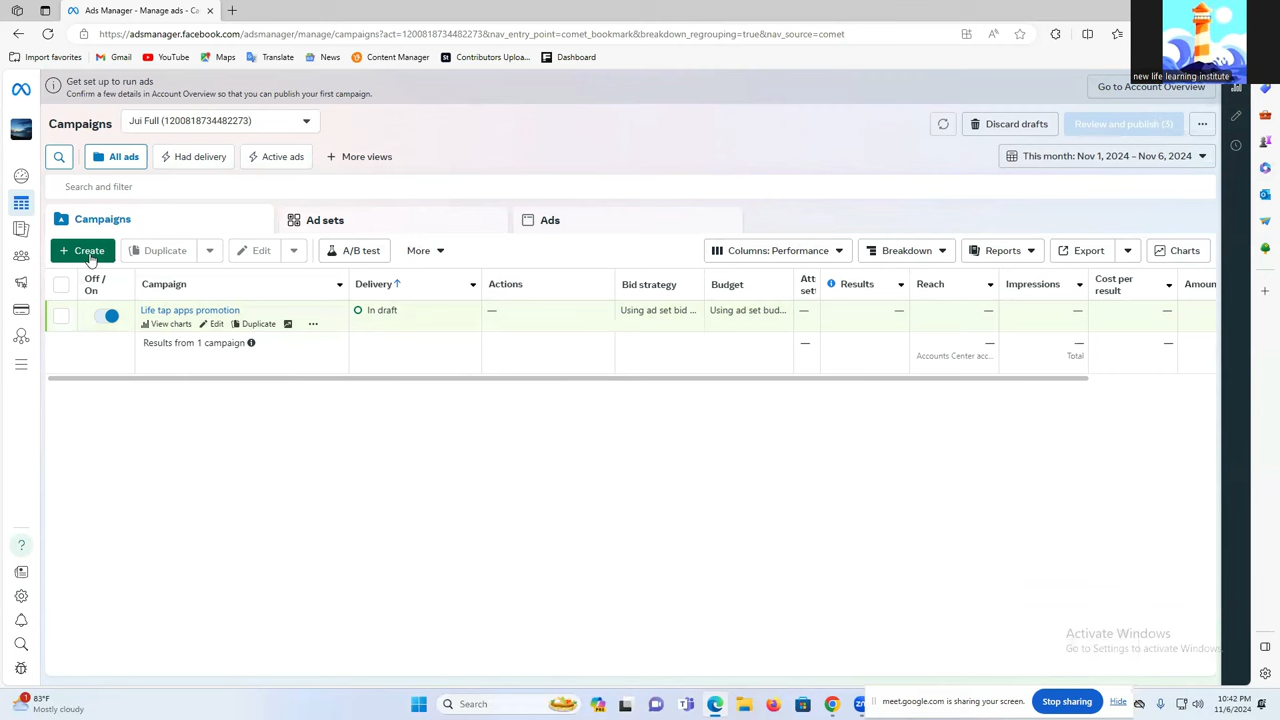 Ads Manager - Manage ads - Ca
https://adsmanager.facebook.com/adsmanager/manage/campaigns?act=1200818734482273&nav_entry_point=comet_bookmark&breakdown_regrouping=true&nav_source=comet
Import favorites Gmail YouTube Maps Translate News Content Manager Contributors Uploa... Dashboard
new life learning institute
Get set up to run ads
Confirm a few details in Account Overview so that you can publish your first campaign.
Go to Account Overview
Campaigns Jui Full (1200818734482273) Discard drafts Review and publish (3)
All ads Had delivery Active ads + More views This month: Nov 1, 2024 – Nov 6, 2024
Search and filter
Campaigns Ad sets Ads
+ Create Duplicate Edit A/B test More Columns: Performance Breakdown Reports Export Charts
Off / On Campaign Delivery ↑ Actions Bid strategy Budget Att set Results Reach Impressions Cost per result Amoun
Life tap apps promotion In draft — Using ad set bid ... Using ad set bud... — — — — —
View charts Edit Duplicate ...
Results from 1 campaign — — — —
Accounts Center acc... Total
Activate Windows
Go to Settings to activate Windows.
1 83°F
Mostly cloudy
Search
meet.google.com is sharing your screen. Stop sharing Hide
10:42 PM
11/6/2024